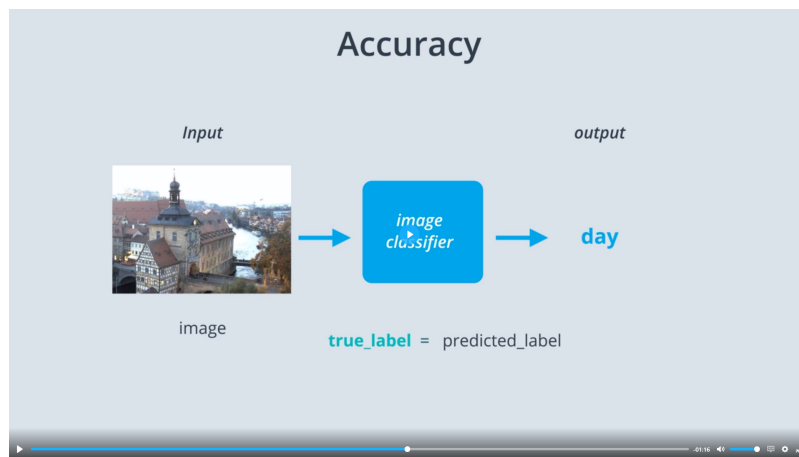 Accuracy
Input
output
image
classifier
day
image
true_label = predicted_label
-01:16